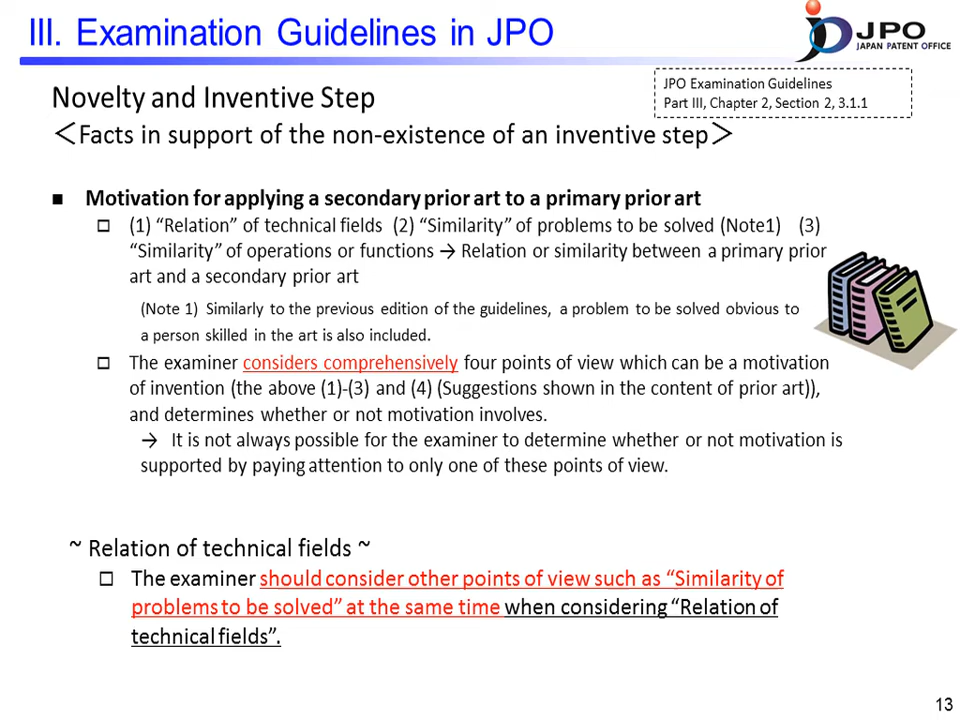 III. Examination Guidelines in JPO
JPO
JAPAN PATENT OFFICE
JPO Examination Guidelines
Part III, Chapter 2, Section 2, 3.1.1
Novelty and Inventive Step
＜Facts in support of the non-existence of an inventive step＞
■ Motivation for applying a secondary prior art to a primary prior art
□ (1) “Relation” of technical fields (2) “Similarity” of problems to be solved (Note1) (3)
“Similarity” of operations or functions → Relation or similarity between a primary prior
art and a secondary prior art
(Note 1) Similarly to the previous edition of the guidelines, a problem to be solved obvious to
a person skilled in the art is also included.
□ The examiner considers comprehensively four points of view which can be a motivation
of invention (the above (1)-(3) and (4) (Suggestions shown in the content of prior art)),
and determines whether or not motivation involves.
→ It is not always possible for the examiner to determine whether or not motivation is
supported by paying attention to only one of these points of view.
~ Relation of technical fields ~
□ The examiner should consider other points of view such as “Similarity of
problems to be solved” at the same time when considering “Relation of
technical fields”.
13